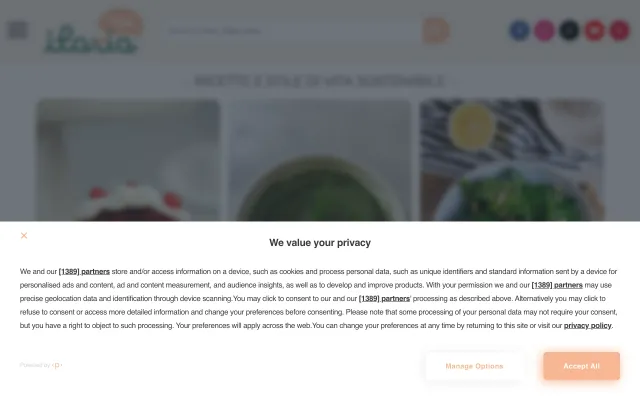 ilaria
RICETTE E STILE DI VITA SOSTENIBILE
We value your privacy
We and our [1389] partners store and/or access information on a device, such as cookies and process personal data, such as unique identifiers and standard information sent by a device for
personalised ads and content, ad and content measurement, and audience insights, as well as to develop and improve products. With your permission we and our [1389] partners may use
precise geolocation data and identification through device scanning.You may click to consent to our and our [1389] partners' processing as described above. Alternatively you may click to
refuse to consent or access more detailed information and change your preferences before consenting. Please note that some processing of your personal data may not require your consent,
but you have a right to object to such processing. Your preferences will apply across the web.You can change your preferences at any time by returning to this site or visit our privacy policy.
Powered by
Manage Options
Accept All